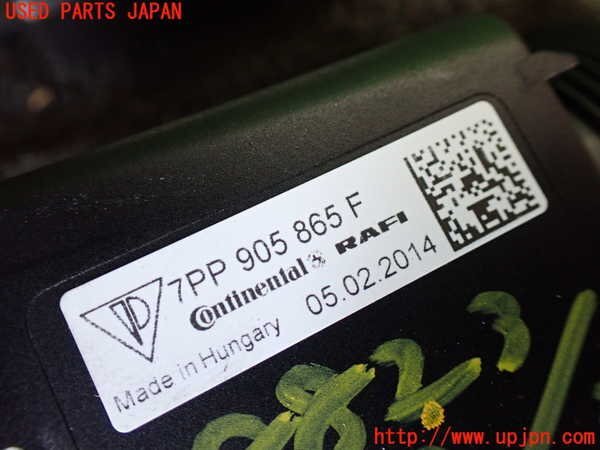 USED PARTS JAPAN
7PP 905 865 F
Continental RAFI
05.02.2014
Made in Hungary
http://www.upjpn.com/